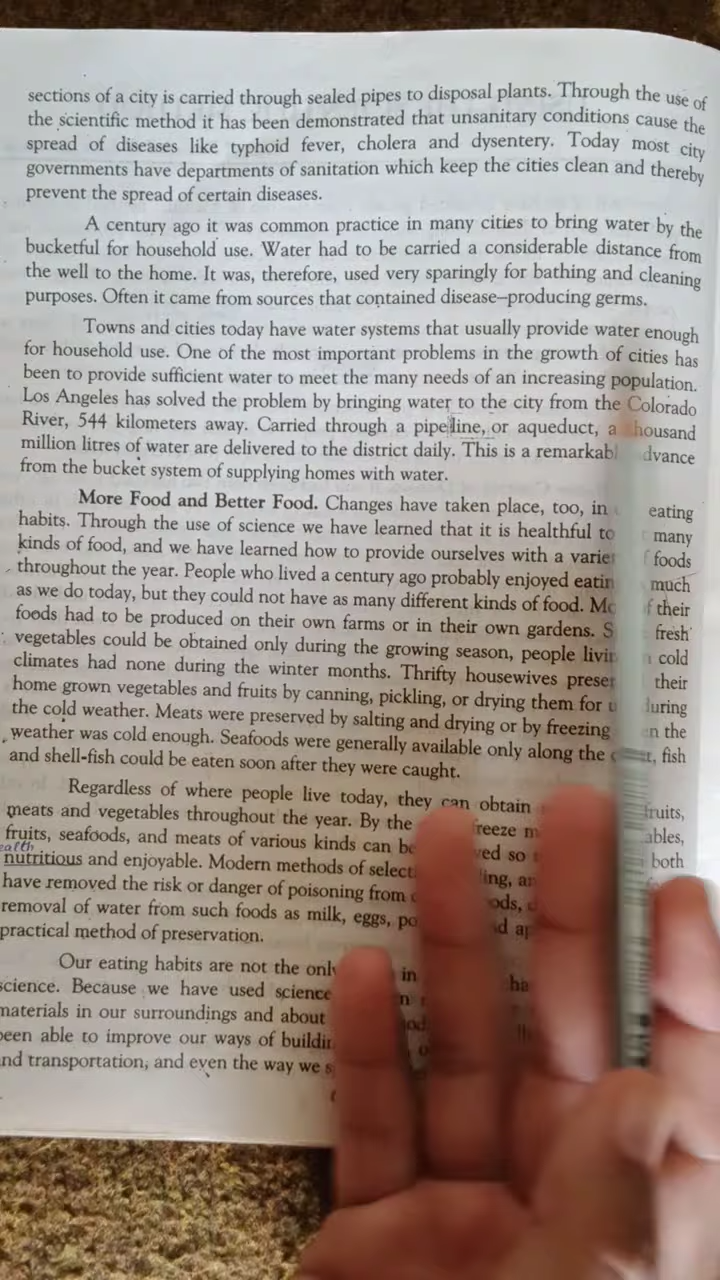 sections of a city is carried through sealed pipes to disposal plants. Through the use of
the scientific method it has been demonstrated that unsanitary conditions cause the
spread of diseases like typhoid fever, cholera and dysentery. Today most city
governments have departments of sanitation which keep the cities clean and thereby
prevent the spread of certain diseases.
A century ago it was common practice in many cities to bring water by the
bucketful for household use. Water had to be carried a considerable distance from
the well to the home. It was, therefore, used very sparingly for bathing and cleaning
purposes. Often it came from sources that contained disease–producing germs.
Towns and cities today have water systems that usually provide water enough
for household use. One of the most important problems in the growth of cities has
been to provide sufficient water to meet the many needs of an increasing population.
Los Angeles has solved the problem by bringing water to the city from the Colorado
River, 544 kilometers away. Carried through a pipeline, or aqueduct, a housand
million litres of water are delivered to the district daily. This is a remarkabl dvance
from the bucket system of supplying homes with water.
More Food and Better Food. Changes have taken place, too, in eating
habits. Through the use of science we have learned that it is healthful to many
kinds of food, and we have learned how to provide ourselves with a varie foods
throughout the year. People who lived a century ago probably enjoyed eatin much
as we do today, but they could not have as many different kinds of food. Mo f their
foods had to be produced on their own farms or in their own gardens. S fresh
vegetables could be obtained only during the growing season, people livin cold
climates had none during the winter months. Thrifty housewives preser their
home grown vegetables and fruits by canning, pickling, or drying them for u during
the cold weather. Meats were preserved by salting and drying or by freezing n the
weather was cold enough. Seafoods were generally available only along the c t, fish
and shell-fish could be eaten soon after they were caught.
Regardless of where people live today, they can obtain fruits,
meats and vegetables throughout the year. By the freeze ables,
fruits, seafoods, and meats of various kinds can be ved so both
ealth
nutritious and enjoyable. Modern methods of select ling, an
have removed the risk or danger of poisoning from ods,
removal of water from such foods as milk, eggs, po d ap
practical method of preservation.
Our eating habits are not the onl in ha
science. Because we have used science
materials in our surroundings and about
been able to improve our ways of buildin
nd transportation, and even the way we s